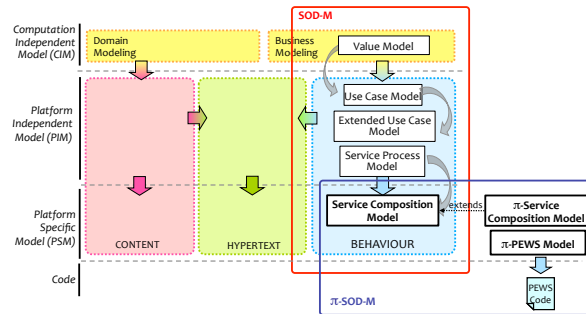 SOD-M
Computation
Independent
Model (CIM)
Domain
Modeling
Business
Modeling
Value Model
Platform
Independent
Model (PIM)
Use Case Model
Extended Use Case
Model
Service Process
Model
Platform
Specific
Model (PSM)
Service Composition
Model
extends
π-Service
Composition Model
π-PEWS Model
CONTENT
HYPERTEXT
BEHAVIOUR
Code
PEWS
Code
π-SOD-M